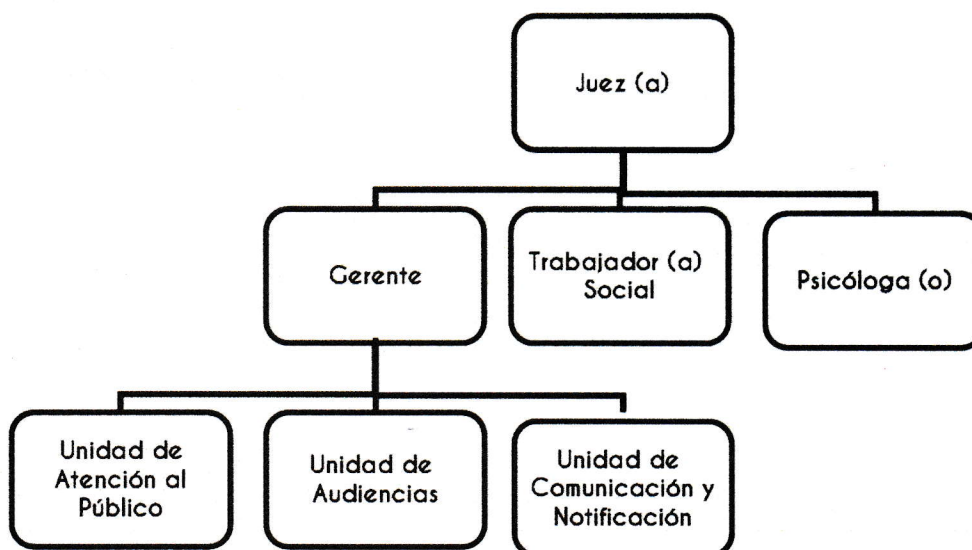 Juez (a)
Gerente
Trabajador (a)
Social
Psicóloga (o)
Unidad de
Atención al
Público
Unidad de
Audiencias
Unidad de
Comunicación y
Notificación